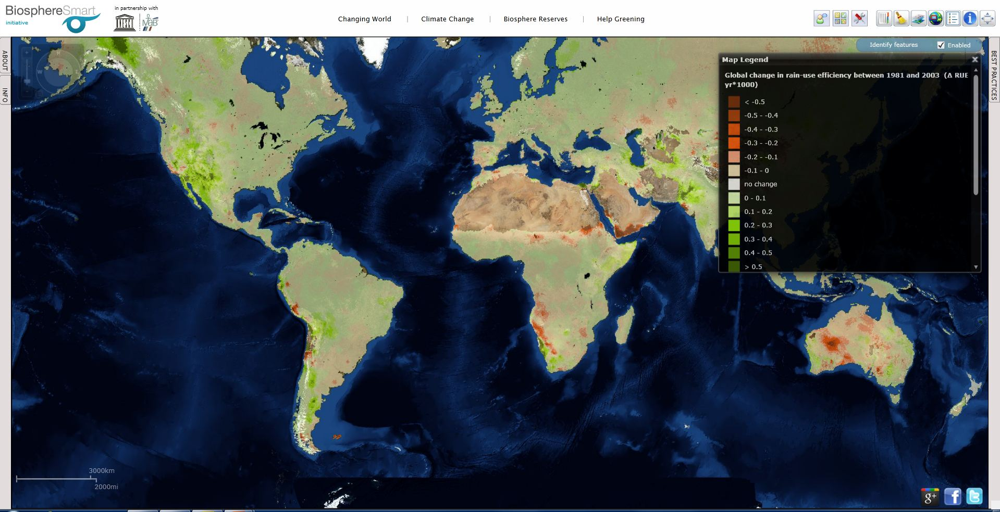 BiosphereSmart
initiative
in partnership with
UNESCO
MaB
Changing World | Climate Change | Biosphere Reserves | Help Greening
ABOUT
INFO
BEST PRACTICES
Identify features
Enabled
Map Legend
Global change in rain-use efficiency between 1981 and 2003 (Δ RUE
yr*1000)
< -0.5
-0.5 - -0.4
-0.4 - -0.3
-0.3 - -0.2
-0.2 - -0.1
-0.1 - 0
no change
0 - 0.1
0.1 - 0.2
0.2 - 0.3
0.3 - 0.4
0.4 - 0.5
> 0.5
N
W
E
3000km
2000mi
g+
f